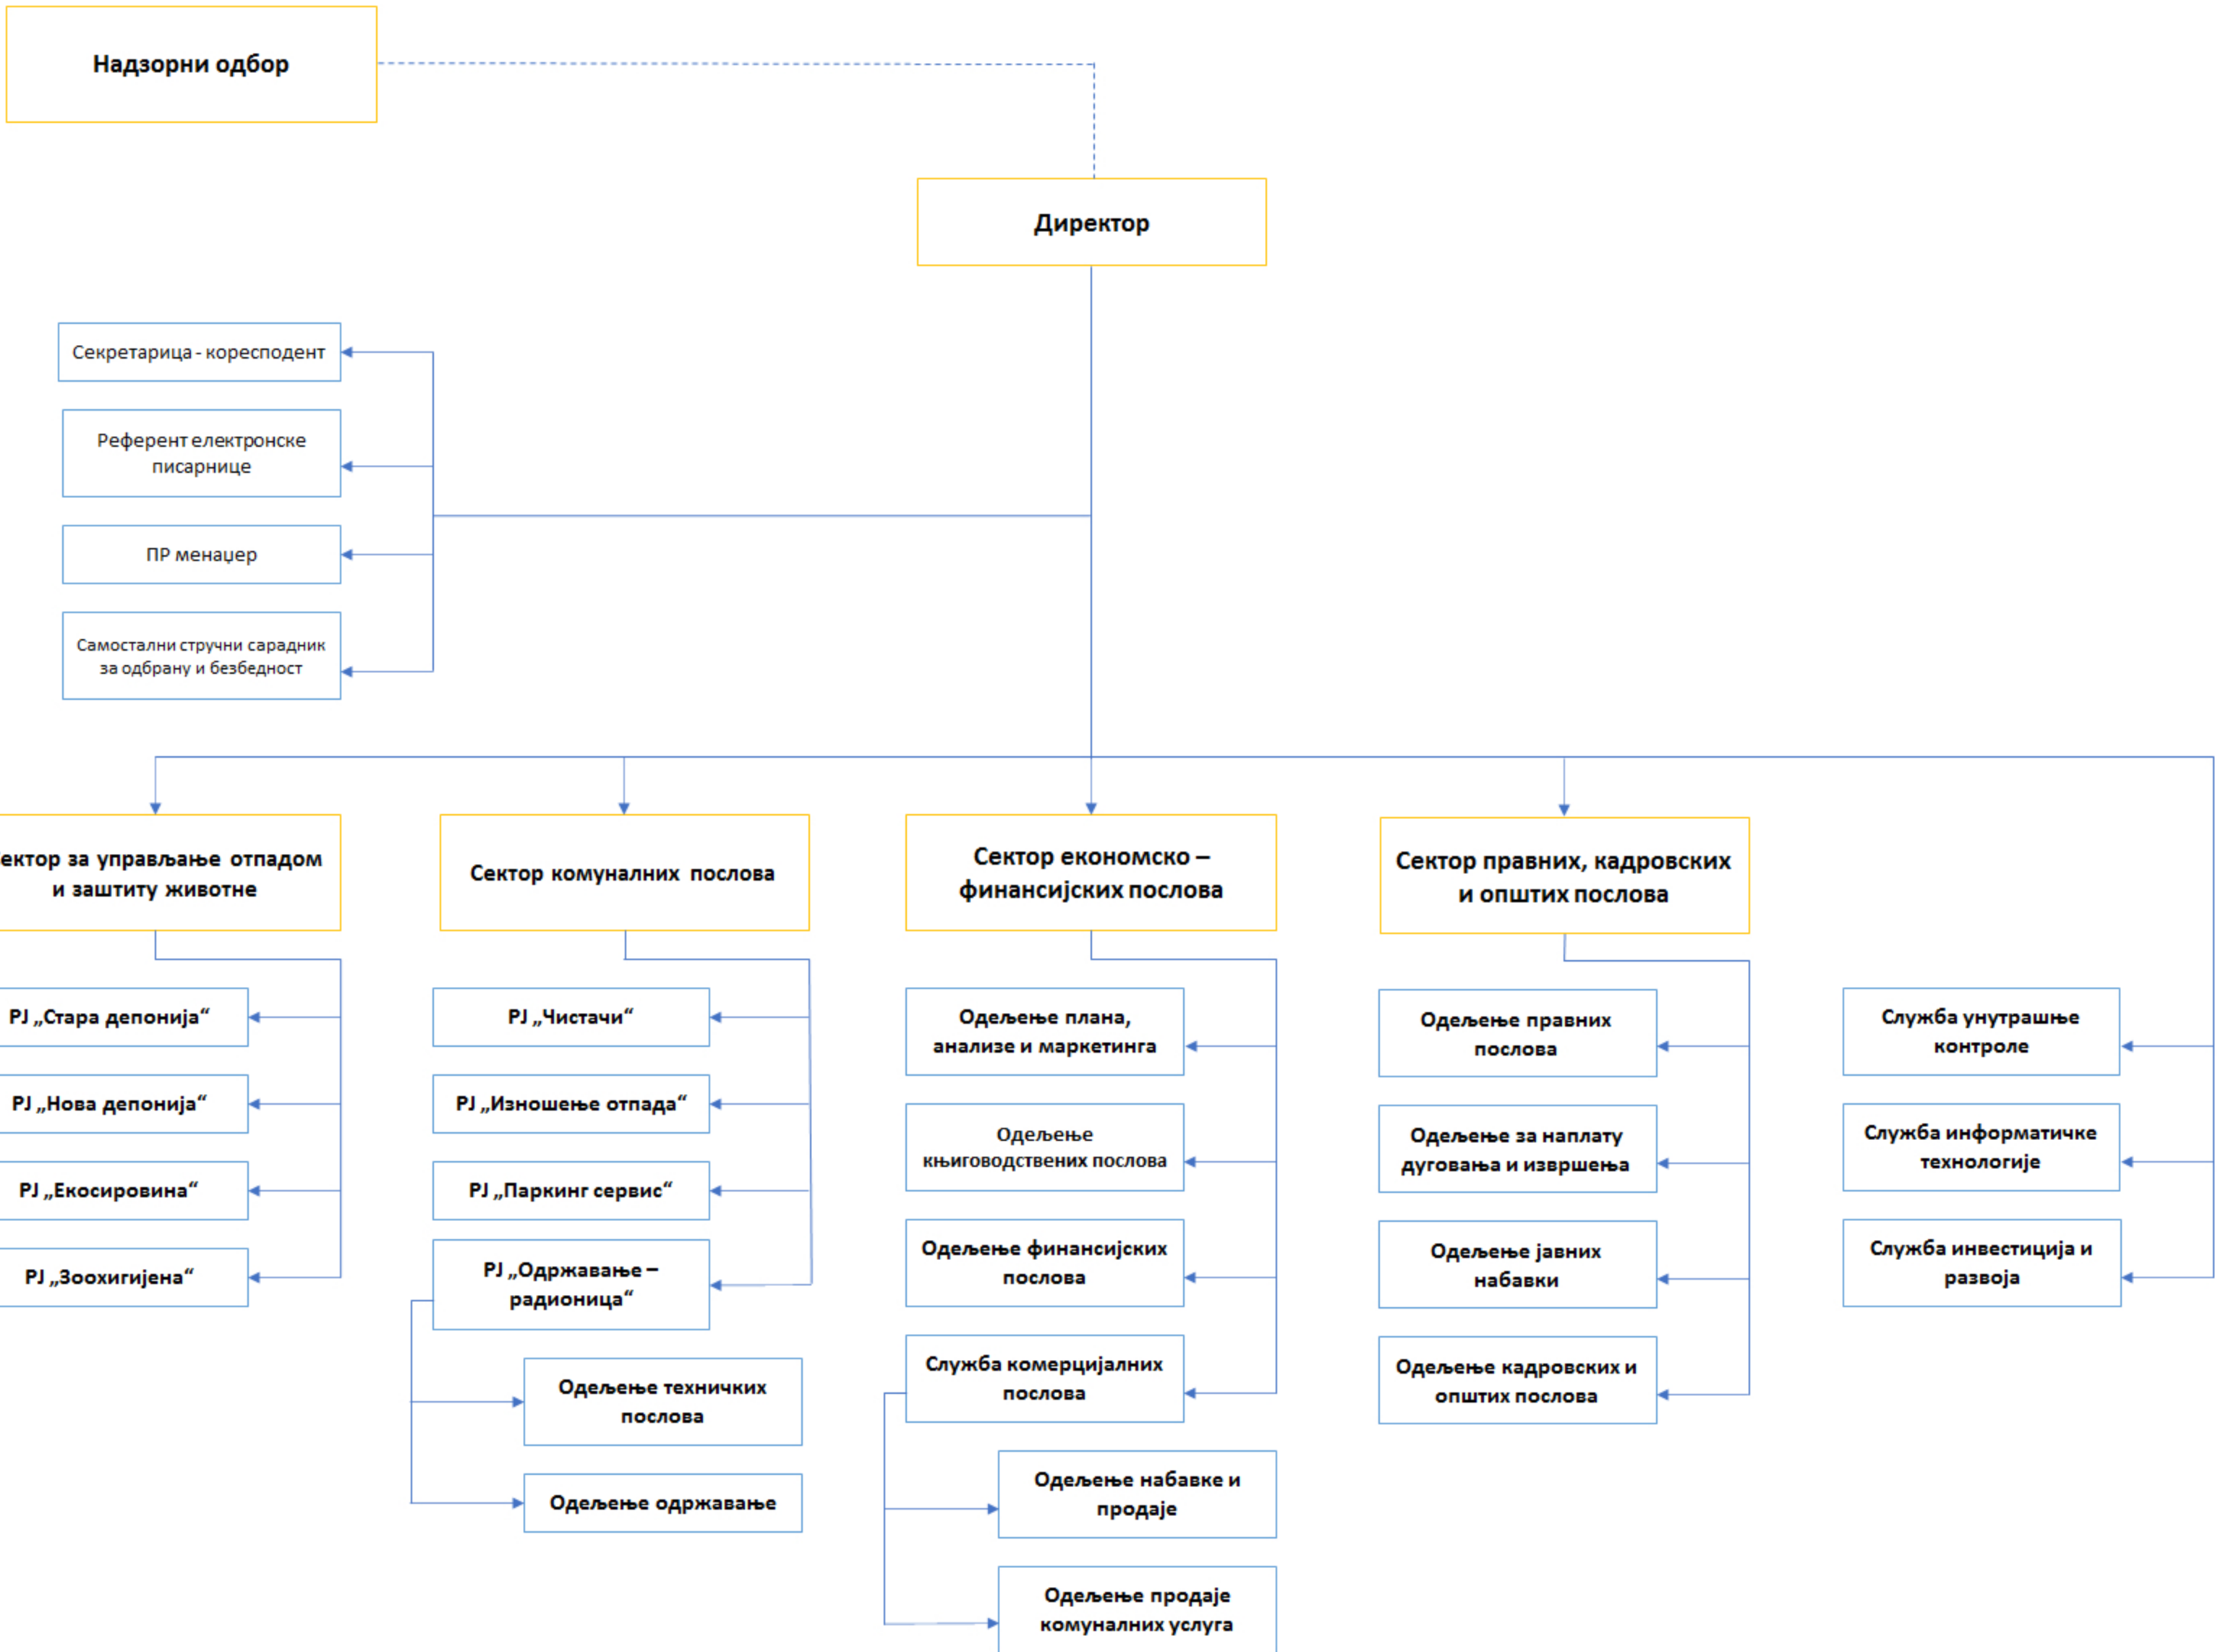 Надзорни одбор
Директор
Секретарица - коресподент
Референт електронске
писарнице
ПР менаџер
Самостални стручни сарадник
за одбрану и безбедност
ектор за управљање отпадом
и заштиту животне
Сектор комуналних послова
Сектор економско –
финансијских послова
Сектор правних, кадровских
и општих послова
РЈ „Стара депонија“
РЈ „Нова депонија“
РЈ „Екосировина“
РЈ „Зоохигијена“
РЈ „Чистачи“
РЈ „Изношење отпада“
РЈ „Паркинг сервис“
РЈ „Одржавање –
радионица“
Одељење техничких
послова
Одељење одржавање
Одељење плана,
анализе и маркетинга
Одељење
књиговодствених послова
Одељење финансијских
послова
Служба комерцијалних
послова
Одељење набавке и
продаје
Одељење продаје
комуналних услуга
Одељење правних
послова
Одељење за наплату
дуговања и извршења
Одељење јавних
набавки
Одељење кадровских и
општих послова
Служба унутрашње
контроле
Служба информатичке
технологије
Служба инвестиција и
развоја